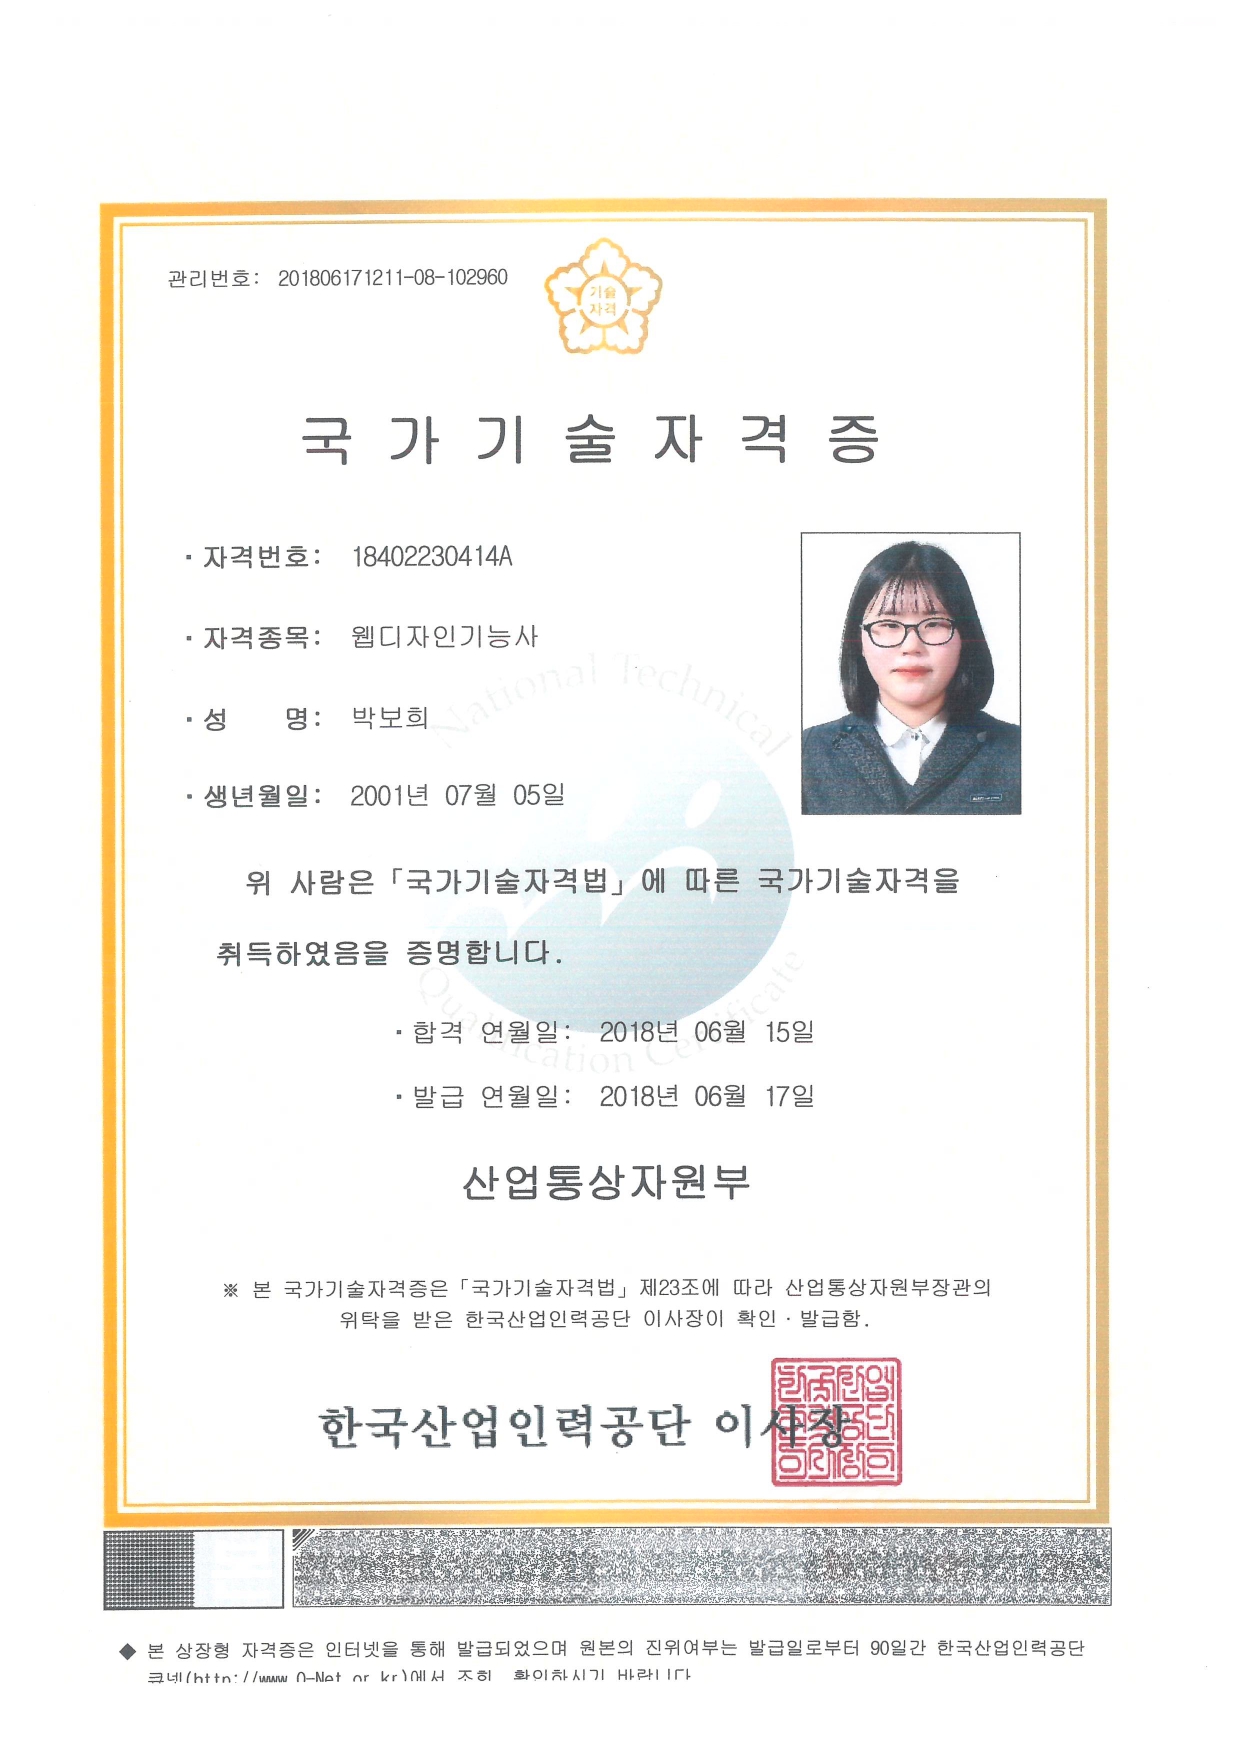 관리번호: 201806171211-08-102960
기술
자격
국가기술자격증
· 자격번호: 18402230414A
· 자격종목: 웹디자인기능사
· 성 명: 박보희
· 생년월일: 2001년 07월 05일
National Technical
위 사람은「국가기술자격법」에 따른 국가기술자격을
취득하였음을 증명합니다.
Qualification Certificate
· 합격 연월일: 2018년 06월 15일
· 발급 연월일: 2018년 06월 17일
산업통상자원부
※ 본 국가기술자격증은「국가기술자격법」제23조에 따라 산업통상자원부장관의
위탁을 받은 한국산업인력공단 이사장이 확인·발급함.
한국산업인력공단 이사장
◆ 본 상장형 자격증은 인터넷을 통해 발급되었으며 원본의 진위여부는 발급일로부터 90일간 한국산업인력공단
큐넷(http://www.Q-Net.or.kr)에서 조회, 확인하시기 바랍니다